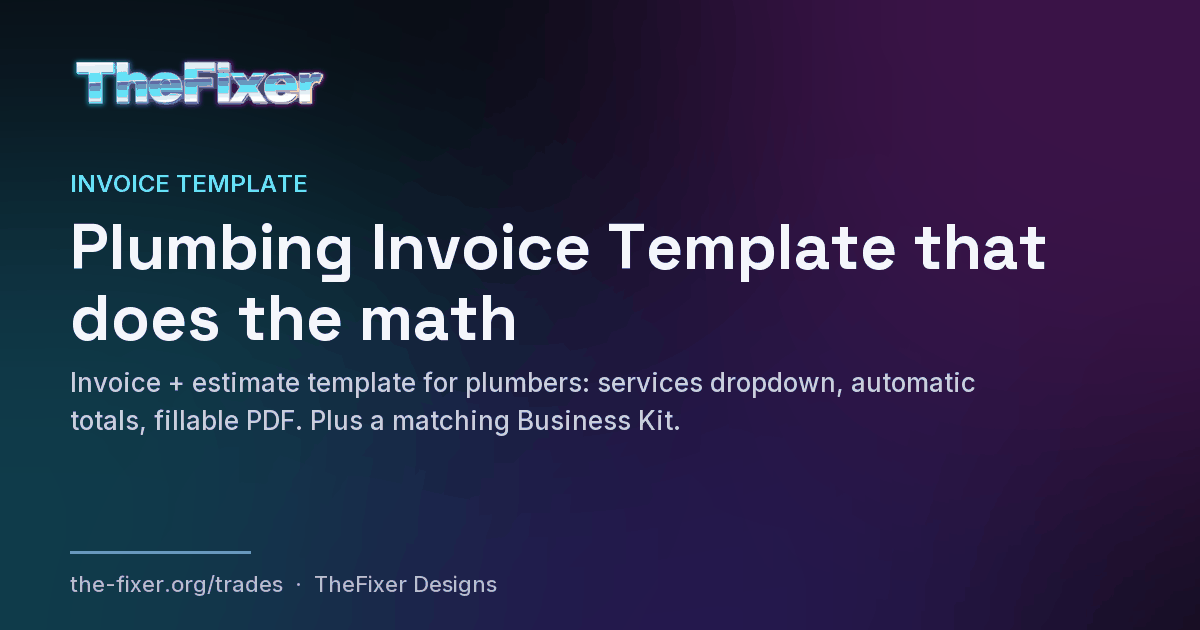 TheFixer
INVOICE TEMPLATE
Plumbing Invoice Template that
does the math
Invoice + estimate template for plumbers: services dropdown, automatic
totals, fillable PDF. Plus a matching Business Kit.
the-fixer.org/trades · TheFixer Designs